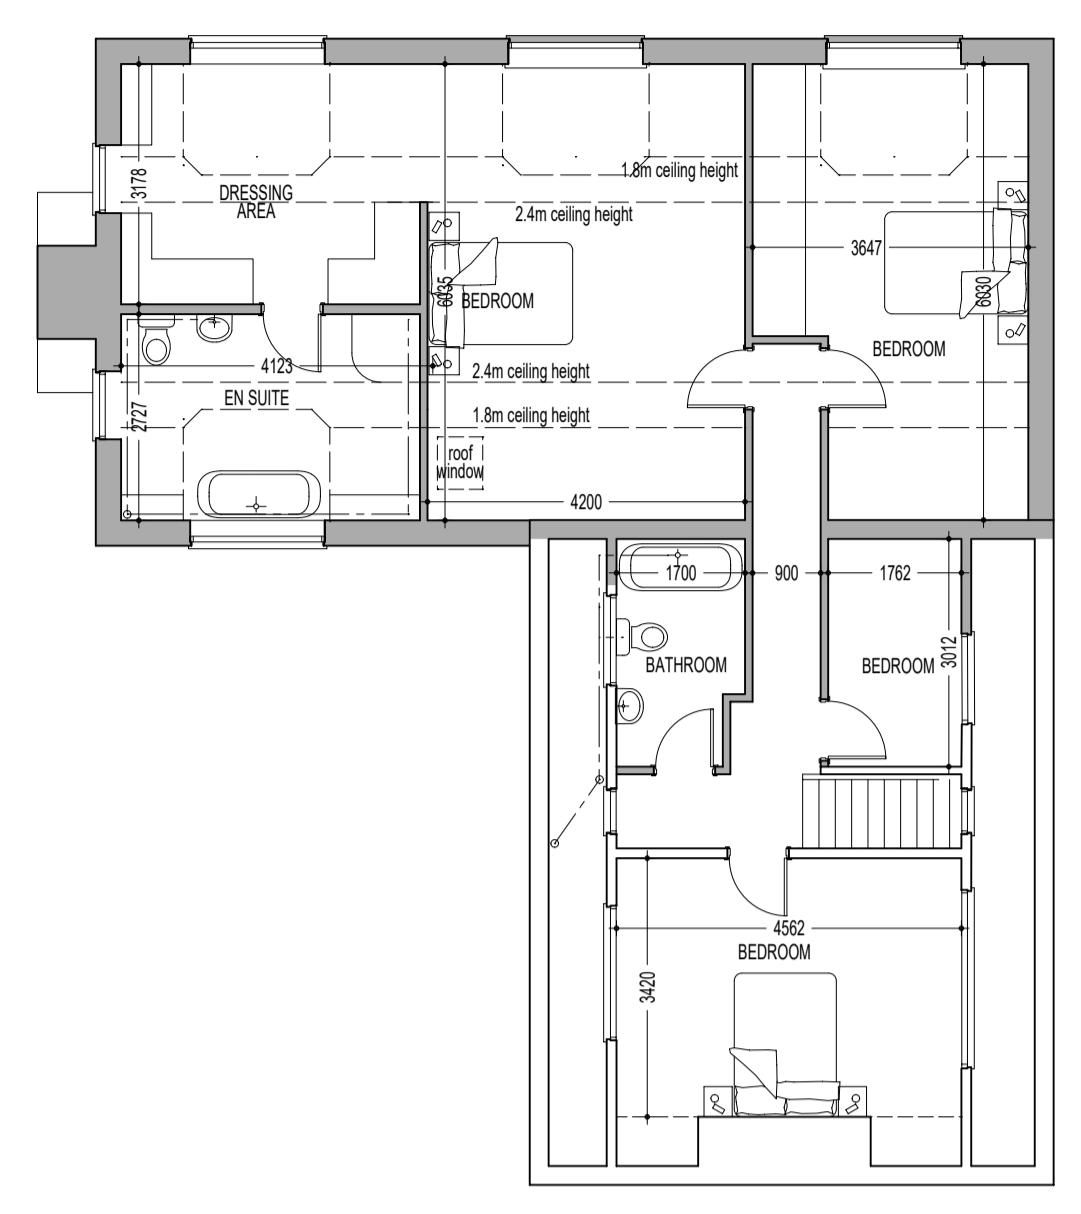 1.8m ceiling height
3178
DRESSING
AREA
2.4m ceiling height
3647
6035
BEDROOM
6030
BEDROOM
4123
2.4m ceiling height
EN SUITE
2727
1.8m ceiling height
roof
window
4200
1700
900
1762
3012
BATHROOM
BEDROOM
4562
BEDROOM
3420